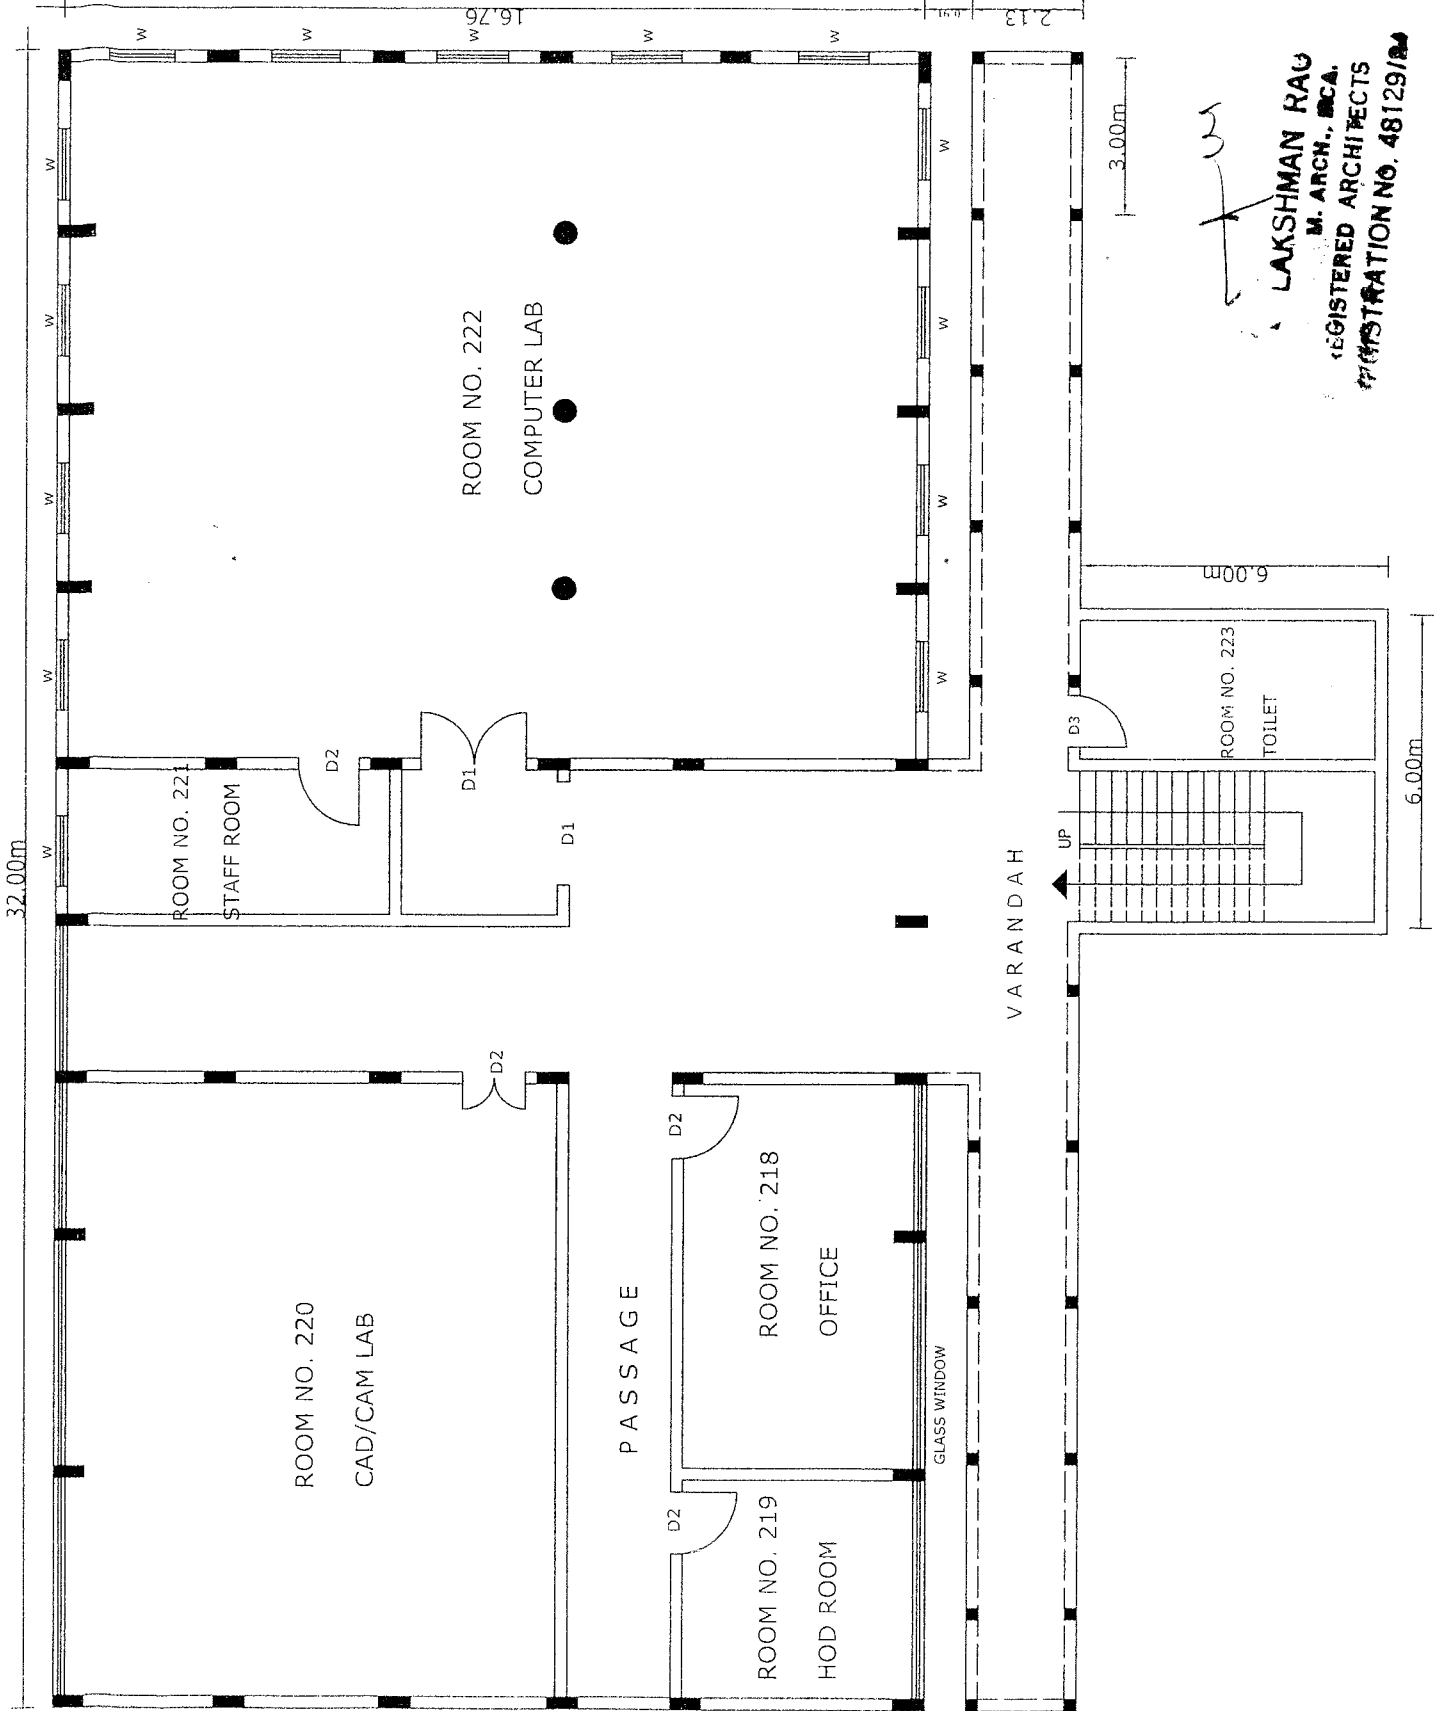 32.00m
16.76
2.13
W
W
W
W
W
W
W
W
W
W
W
W
W
W
ROOM NO. 220
CAD/CAM LAB
ROOM NO. 221
STAFF ROOM
D2
D1
D1
D2
ROOM NO. 222
COMPUTER LAB
PASSAGE
D2
D2
ROOM NO. 219
HOD ROOM
ROOM NO. 218
OFFICE
GLASS WINDOW
VARANDAH
UP
D3
ROOM NO. 223
TOILET
6.00m
6.00m
3.00m
LAKSHMAN RAO
M. ARCH.,
REGISTERED ARCHITECTS
NO. 48129/